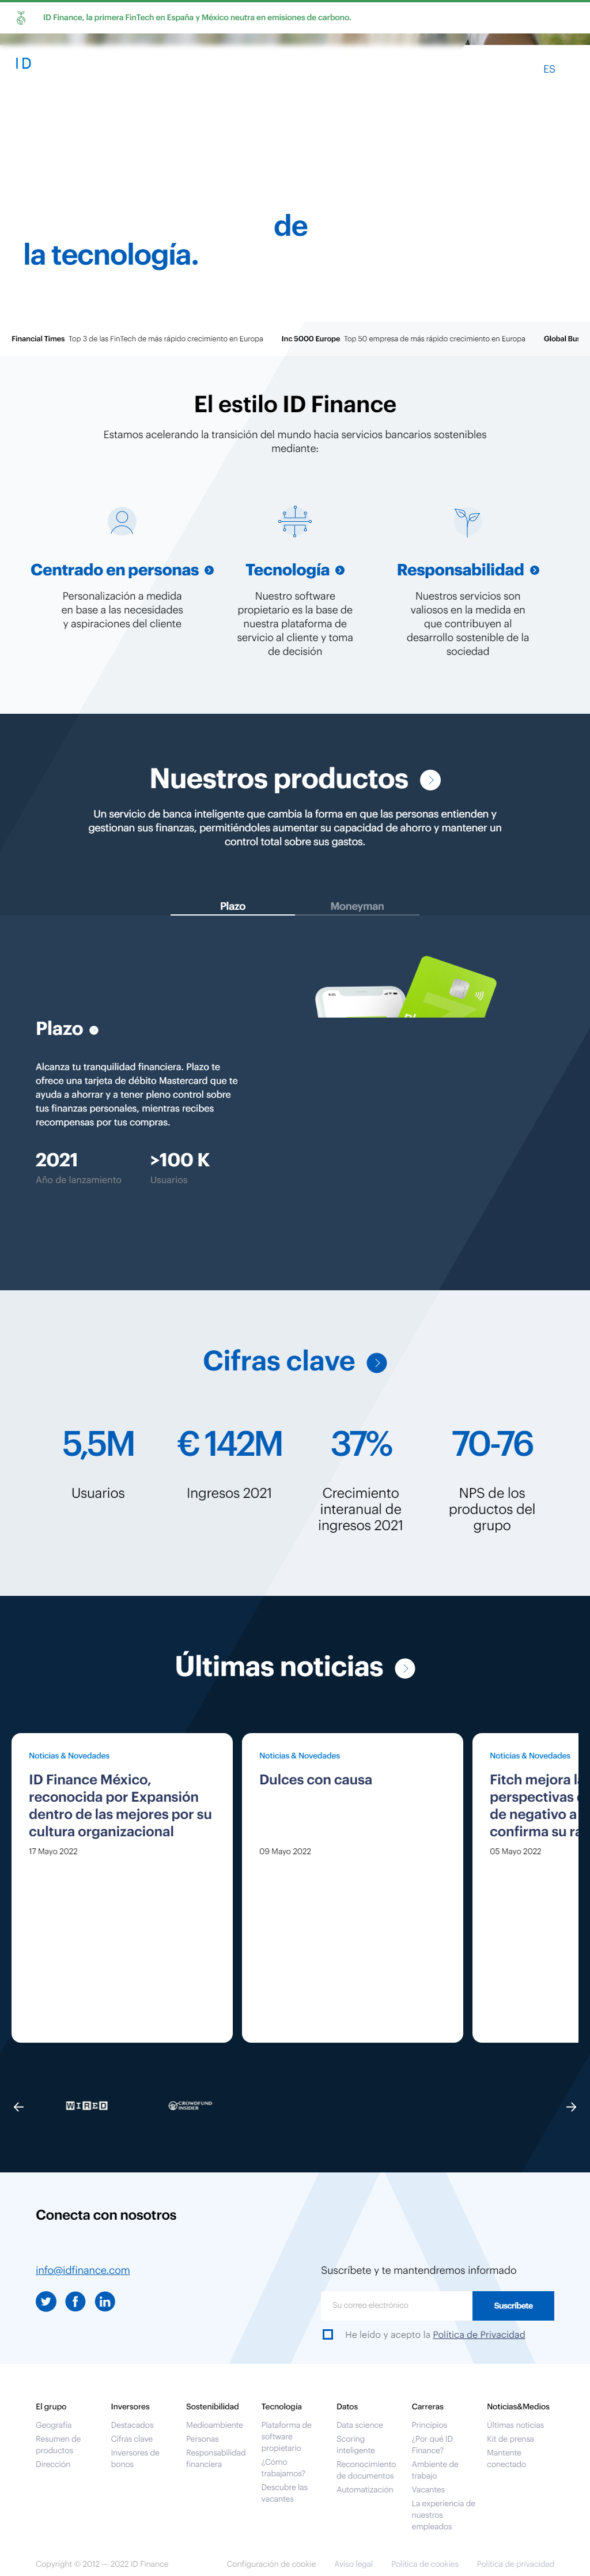 ID Finance, la primera FinTech en España y México neutra en emisiones de carbono.
ID
ES
de
la tecnología.
Financial Times Top 3 de las FinTech de más rápido crecimiento en Europa
Inc 5000 Europe Top 50 empresa de más rápido crecimiento en Europa
Global Bus
El estilo ID Finance
Estamos acelerando la transición del mundo hacia servicios bancarios sostenibles
mediante:
Centrado en personas
Personalización a medida
en base a las necesidades
y aspiraciones del cliente
Tecnología
Nuestro software
propietario es la base de
nuestra plataforma de
servicio al cliente y toma
de decisión
Responsabilidad
Nuestros servicios son
valiosos en la medida en
que contribuyen al
desarrollo sostenible de la
sociedad
Nuestros productos
Un servicio de banca inteligente que cambia la forma en que las personas entienden y
gestionan sus finanzas, permitiéndoles aumentar su capacidad de ahorro y mantener un
control total sobre sus gastos.
Plazo
Moneyman
Plazo
Alcanza tu tranquilidad financiera. Plazo te
ofrece una tarjeta de débito Mastercard que te
ayuda a ahorrar y a tener pleno control sobre
tus finanzas personales, mientras recibes
recompensas por tus compras.
2021
Año de lanzamiento
>100 K
Usuarios
Cifras clave
5,5M
Usuarios
€ 142M
Ingresos 2021
37%
Crecimiento
interanual de
ingresos 2021
70-76
NPS de los
productos del
grupo
Últimas noticias
Noticias & Novedades
ID Finance México,
reconocida por Expansión
dentro de las mejores por su
cultura organizacional
17 Mayo 2022
Noticias & Novedades
Dulces con causa
09 Mayo 2022
Noticias & Novedades
Fitch mejora la
perspectivas
de negativo a
confirma su ra
05 Mayo 2022
WIRED
CROWDFUND
INSIDER
Conecta con nosotros
info@idfinance.com
Suscríbete y te mantendremos informado
Su correo electrónico
Suscríbete
He leído y acepto la Política de Privacidad
El grupo
Geografía
Resumen de
productos
Dirección
Inversores
Destacados
Cifras clave
Inversores de
bonos
Sostenibilidad
Medioambiente
Personas
Responsabilidad
financiera
Tecnología
Plataforma de
software
propietario
¿Cómo
trabajamos?
Descubre las
vacantes
Datos
Data science
Scoring
inteligente
Reconocimiento
de documentos
Automatización
Carreras
Principios
¿Por qué ID
Finance?
Ambiente de
trabajo
Vacantes
La experiencia de
nuestros
empleados
Noticias&Medios
Últimas noticias
Kit de prensa
Mantente
conectado
Copyright © 2012 — 2022 ID Finance
Configuración de cookie
Aviso legal
Política de cookies
Política de privacidad